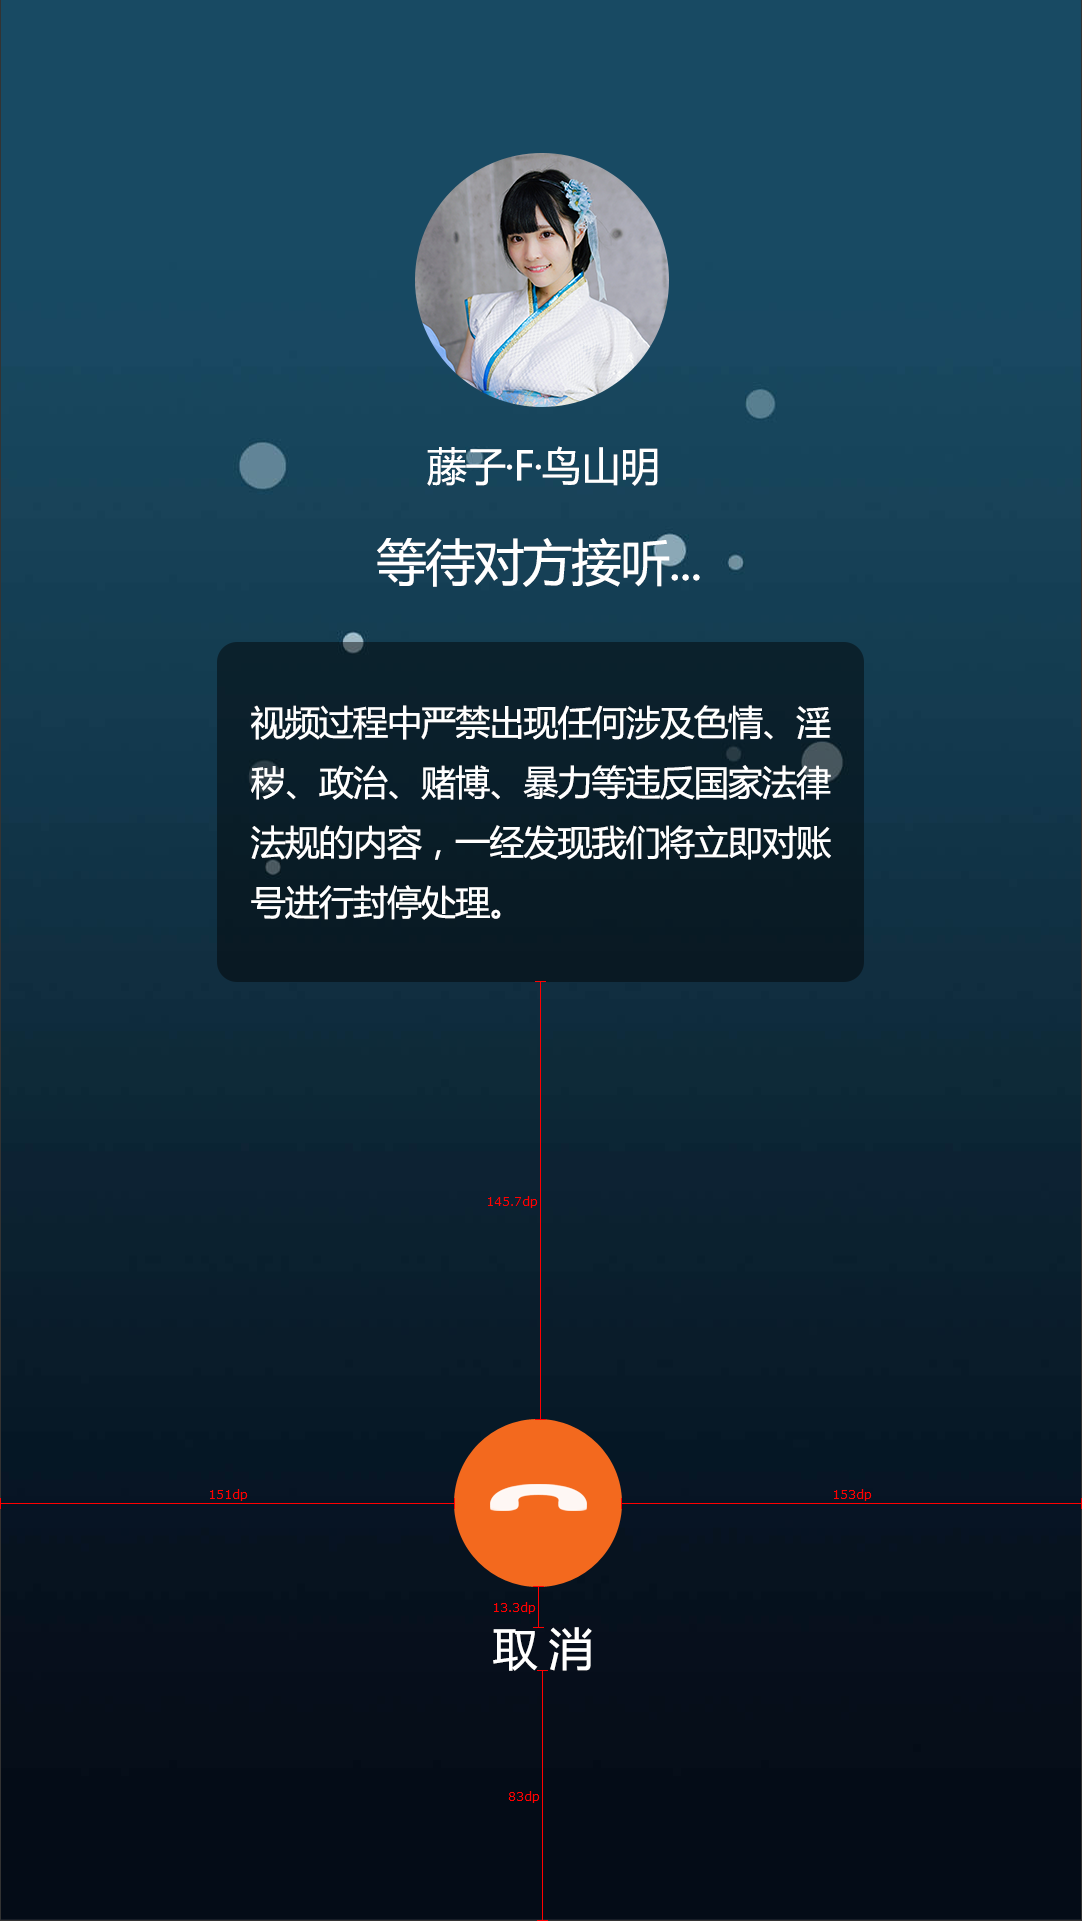 藤子·F·鸟山明
等待对方接听...
视频过程中严禁出现任何涉及色情、淫
秽、政治、赌博、暴力等违反国家法律
法规的内容，一经发现我们将立即对账
号进行封停处理。
145.7dp
151dp
153dp
13.3dp
取消
83dp